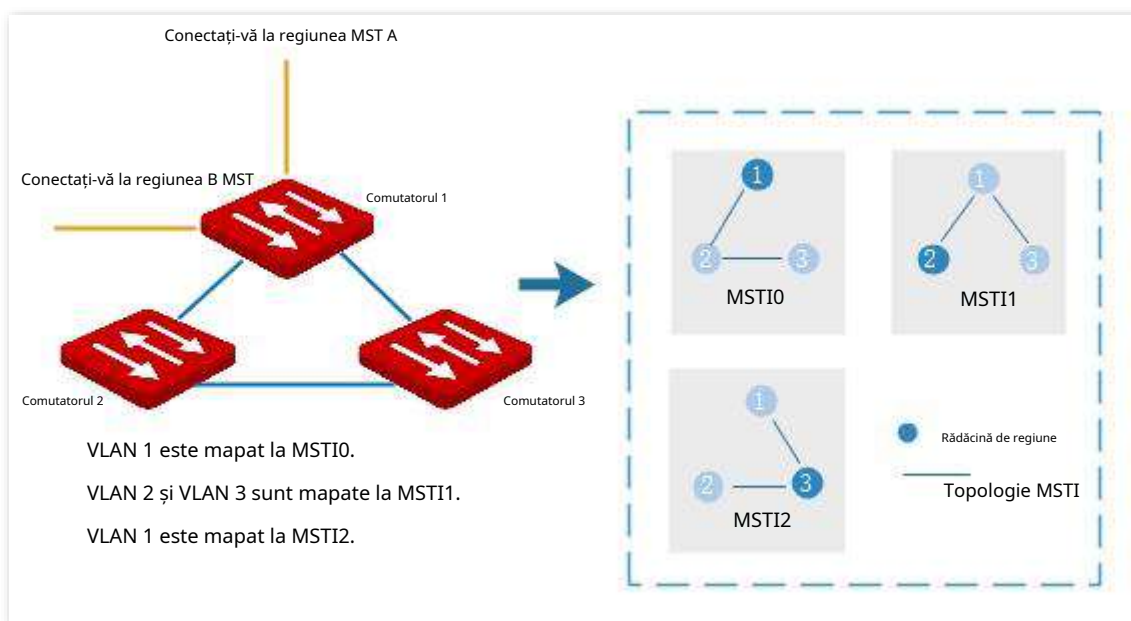 Conectați-vă la regiunea MST A
Conectați-vă la regiunea B MST
Comutatorul 1
Comutatorul 2
Comutatorul 3
VLAN 1 este mapat la MSTI0.
VLAN 2 și VLAN 3 sunt mapate la MSTI1.
VLAN 1 este mapat la MSTI2.
1
2
3
MSTI0
1
2
3
MSTI1
1
2
3
MSTI2
Rădăcină de regiune
Topologie MSTI